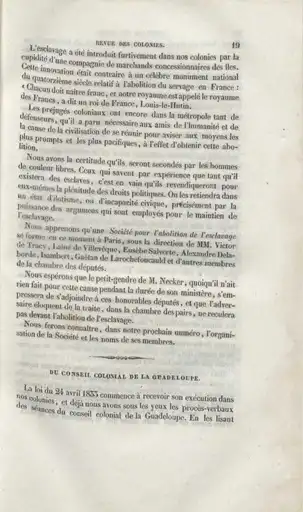 REVUE DES COLONIES. 19
L'esclavage a été introduit furtivement dans nos colonies par la
cupidité d'une compagnie de marchands concessionnaires des îles.
Cette innovation était contraire à un célèbre monument national
du quatorzième siècle relatif à l'abolition du servage en France :
« Chacun doit naître franc, et notre royaume est appelé le royaume
des Francs, a dit un roi de France, Louis-le-Hutin.
Les préjugés coloniaux ont encore dans la métropole tant de
défenseurs, qu'il a paru nécessaire aux amis de l'humanité et de
la cause de la civilisation de se réunir pour aviser aux moyens les
plus prompts et les plus pacifiques, à l'effet d'obtenir cette abo-
lition.
Nous avons la certitude qu'ils seront secondés par les hommes
de couleur libres. Ceux qui savent par expérience que tant qu'il
existera des esclaves, c'est en vain qu'ils revendiqueront pour
eux-mêmes la plénitude des droits politiques. On les retiendra dans
un état d'ilotisme, ou d'incapacité civique, précisément par la
puissance des argumens qui sont employés pour le maintien de
l'esclavage.
Nous apprenons qu'une Société pour l'abolition de l'esclavage
se forme en ce moment à Paris, sous la direction de MM. Victor
de Tracy, Lainé de Villevêque, Eusèbe Salverte, Alexandre Dela-
borde, Isambert, Gaëtan de Larochefoucauld et d'autres membres
de la chambre des députés.
Nous espérons que le petit-gendre de M. Necker, quoiqu'il n'ait
rien fait pour cette cause pendant la durée de son ministère, s'em-
pressera de s'adjoindre à ces honorables députés, et que l'adver-
saire éloquent de la traite, dans la chambre des pairs, ne reculera
pas devant l'abolition de l'esclavage.
Nous ferons connaître, dans notre prochain numéro, l'organi-
sation de la Société et les noms de ses membres.
DU CONSEIL COLONIAL DE LA GUADELOUPE.
La loi du 24 avril 1833 commence à recevoir son exécution dans
nos colonies, et déjà nous avons sous les yeux les procès-verbaux
des séances du conseil colonial de la Guadeloupe. En les lisant